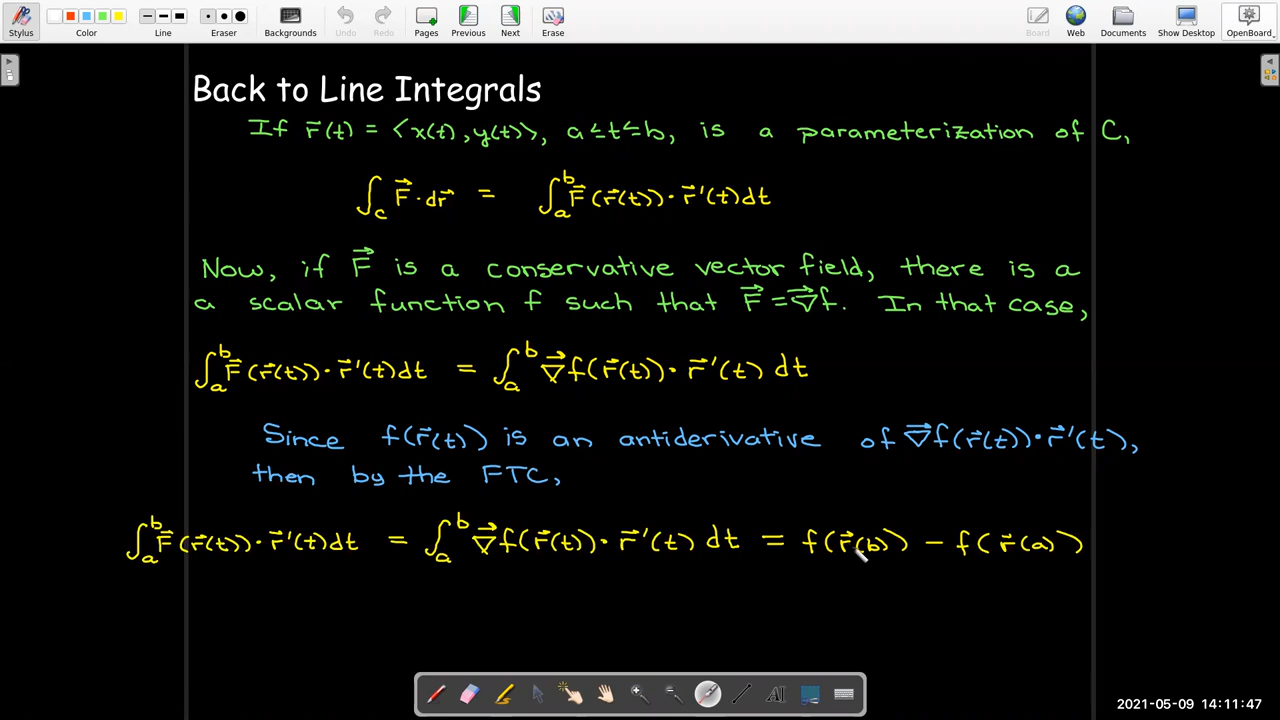 Stylus
Color
Line
Eraser
Backgrounds
Undo
Redo
Pages
Previous
Next
Erase
Board
Web
Documents
Show Desktop
OpenBoard
Back to Line Integrals
If r⃗(t) = ⟨x(t), y(t)⟩, a≤t≤b, is a parameterization of C,
∫_C F⃗ · dr⃗ = ∫_a^b F⃗(r⃗(t)) · r⃗'(t)dt
Now, if F⃗ is a conservative vector field, there is a
a scalar function f such that F⃗ = ∇⃗f. In that case,
∫_a^b F⃗(r⃗(t)) · r⃗'(t)dt = ∫_a^b ∇⃗f(r⃗(t)) · r⃗'(t) dt
Since f(r⃗(t)) is an antiderivative of ∇⃗f(r⃗(t)) · r⃗'(t),
then by the FTC,
∫_a^b F⃗(r⃗(t)) · r⃗'(t)dt = ∫_a^b ∇⃗f(r⃗(t)) · r⃗'(t) dt = f(r⃗(b)) − f(r⃗(a))
AI
2021-05-09 14:11:47